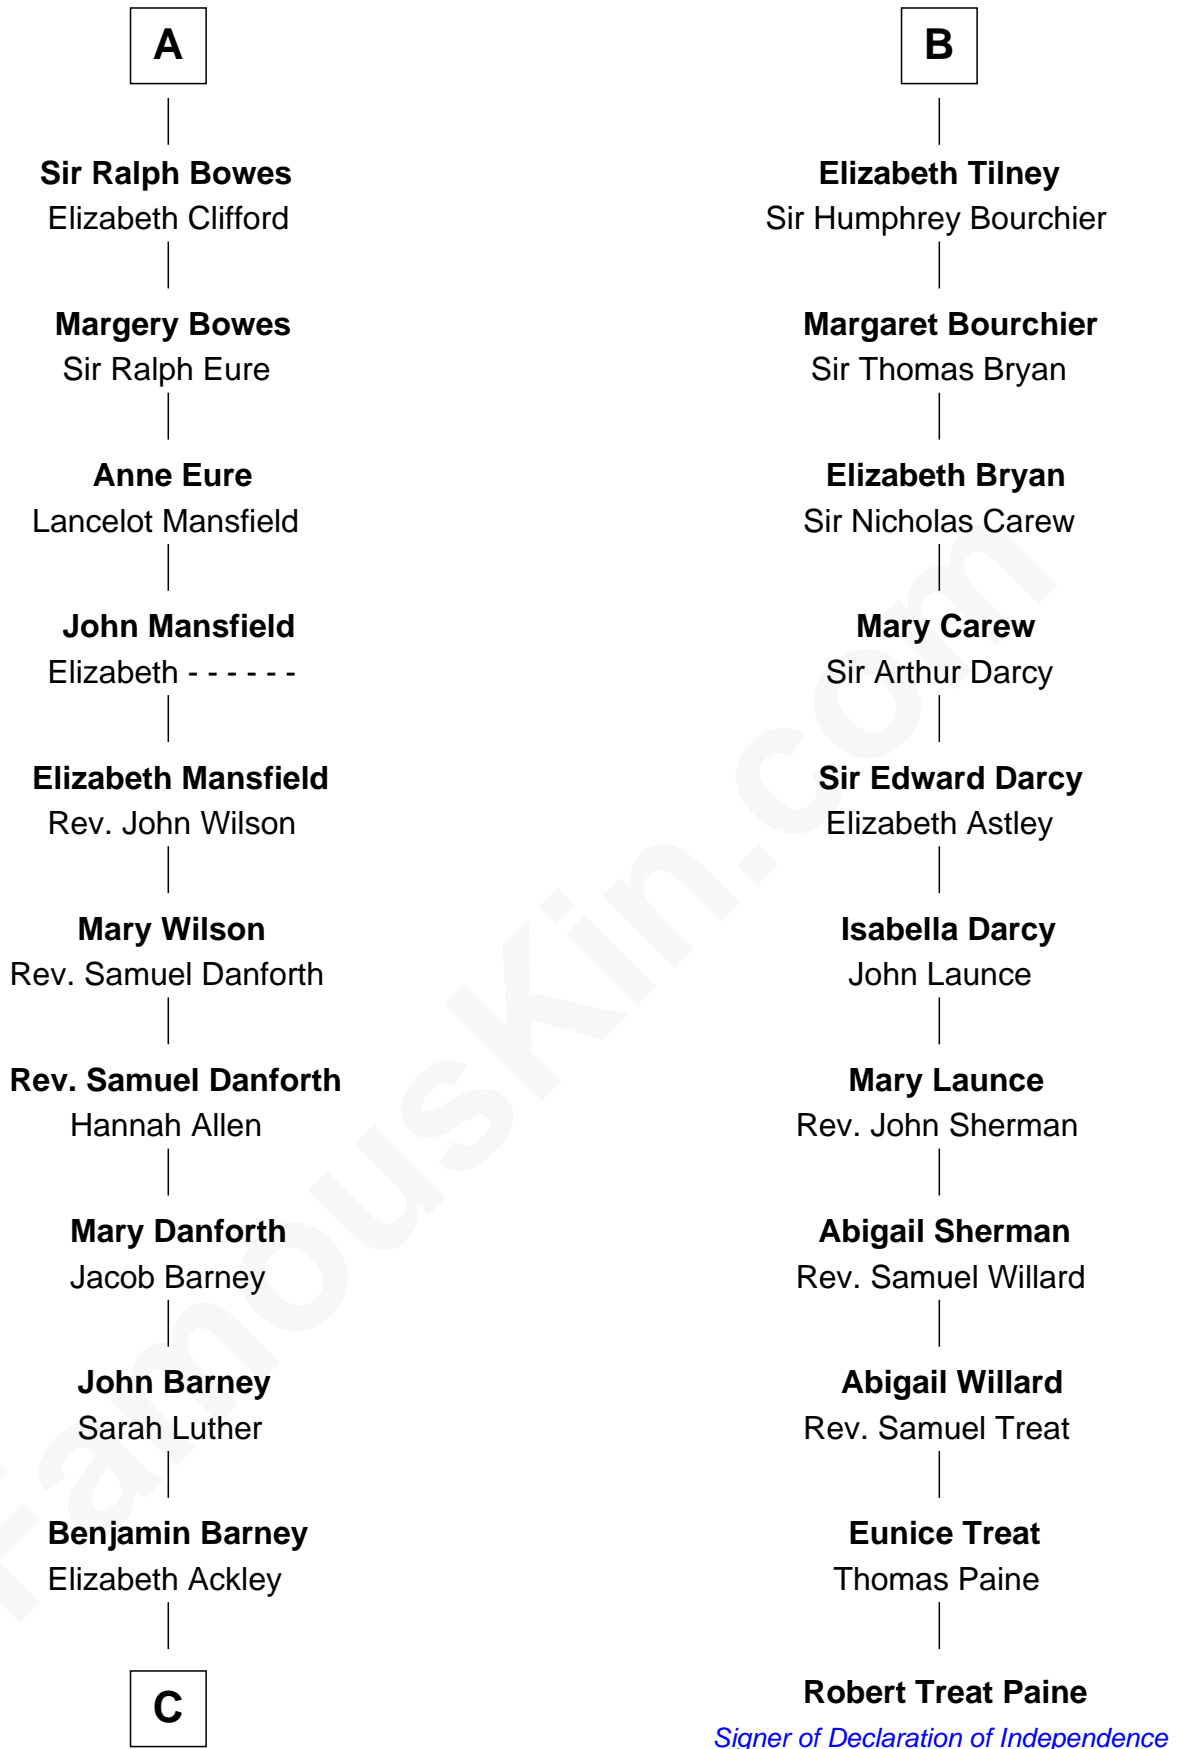 A
Sir Ralph Bowes
Elizabeth Clifford
Margery Bowes
Sir Ralph Eure
Anne Eure
Lancelot Mansfield
John Mansfield
Elizabeth - - - - - -
Elizabeth Mansfield
Rev. John Wilson
Mary Wilson
Rev. Samuel Danforth
Rev. Samuel Danforth
Hannah Allen
Mary Danforth
Jacob Barney
John Barney
Sarah Luther
Benjamin Barney
Elizabeth Ackley
C
B
Elizabeth Tilney
Sir Humphrey Bourchier
Margaret Bourchier
Sir Thomas Bryan
Elizabeth Bryan
Sir Nicholas Carew
Mary Carew
Sir Arthur Darcy
Sir Edward Darcy
Elizabeth Astley
Isabella Darcy
John Launce
Mary Launce
Rev. John Sherman
Abigail Sherman
Rev. Samuel Willard
Abigail Willard
Rev. Samuel Treat
Eunice Treat
Thomas Paine
Robert Treat Paine
Signer of Declaration of Independence
FamousKin.com